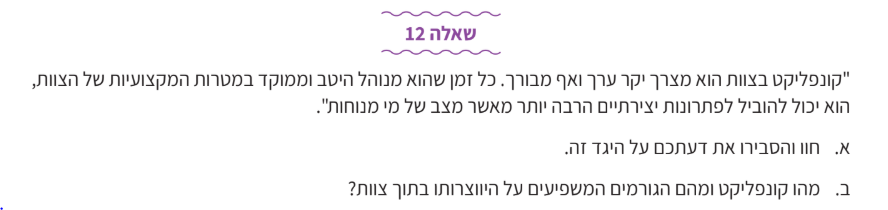 שאלה 12
"קונפליקט בצוות הוא מצרך יקר ערך ואף מבורך. כל זמן שהוא מנוהל היטב וממוקד במטרות המקצועיות של הצוות,
הוא יכול להוביל לפתרונות יצירתיים הרבה יותר מאשר מצב של מי מנוחות".
א. חוו והסבירו את דעתכם על היגד זה.
ב. מהו קונפליקט ומהם הגורמים המשפיעים על היווצרותו בתוך צוות?